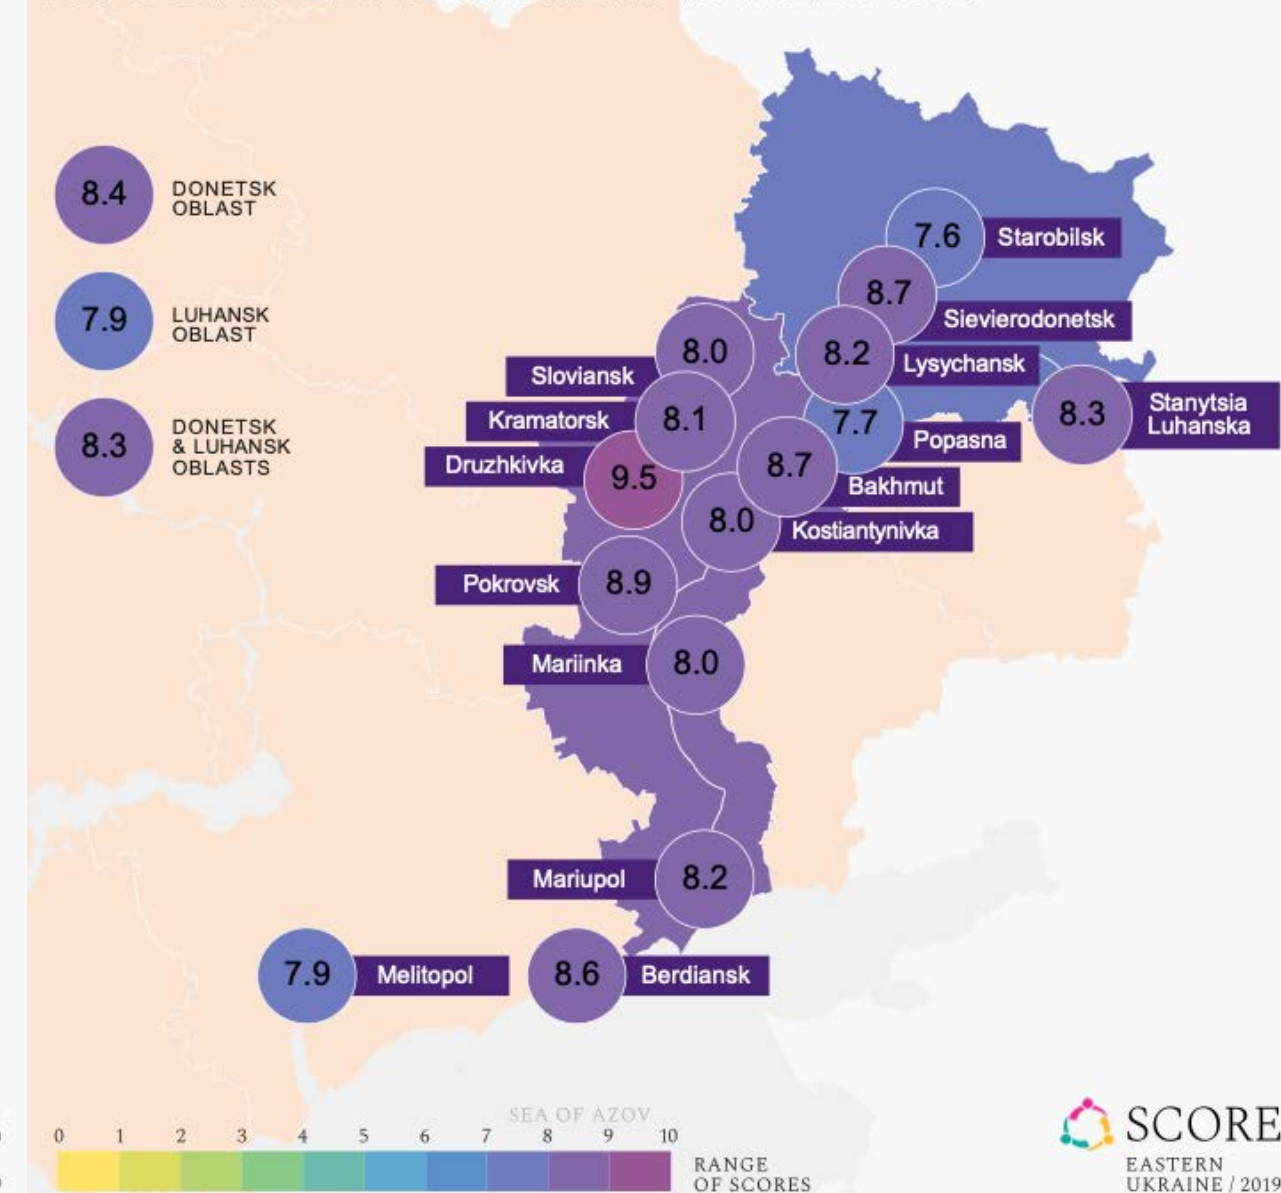 8.4
DONETSK
OBLAST
7.9
LUHANSK
OBLAST
8.3
DONETSK
& LUHANSK
OBLASTS
7.6
Starobilsk
8.7
Sievierodonetsk
8.0
Sloviansk
8.2
Lysychansk
8.3
Stanytsia
Luhanska
Kramatorsk
8.1
7.7
Popasna
Druzhkivka
9.5
8.7
Bakhmut
8.0
Kostiantynivka
Pokrovsk
8.9
Mariinka
8.0
Mariupol
8.2
7.9
Melitopol
8.6
Berdiansk
SEA OF AZOV
0 1 2 3 4 5 6 7 8 9 10
RANGE
OF SCORES
SCORE
EASTERN
UKRAINE / 2019